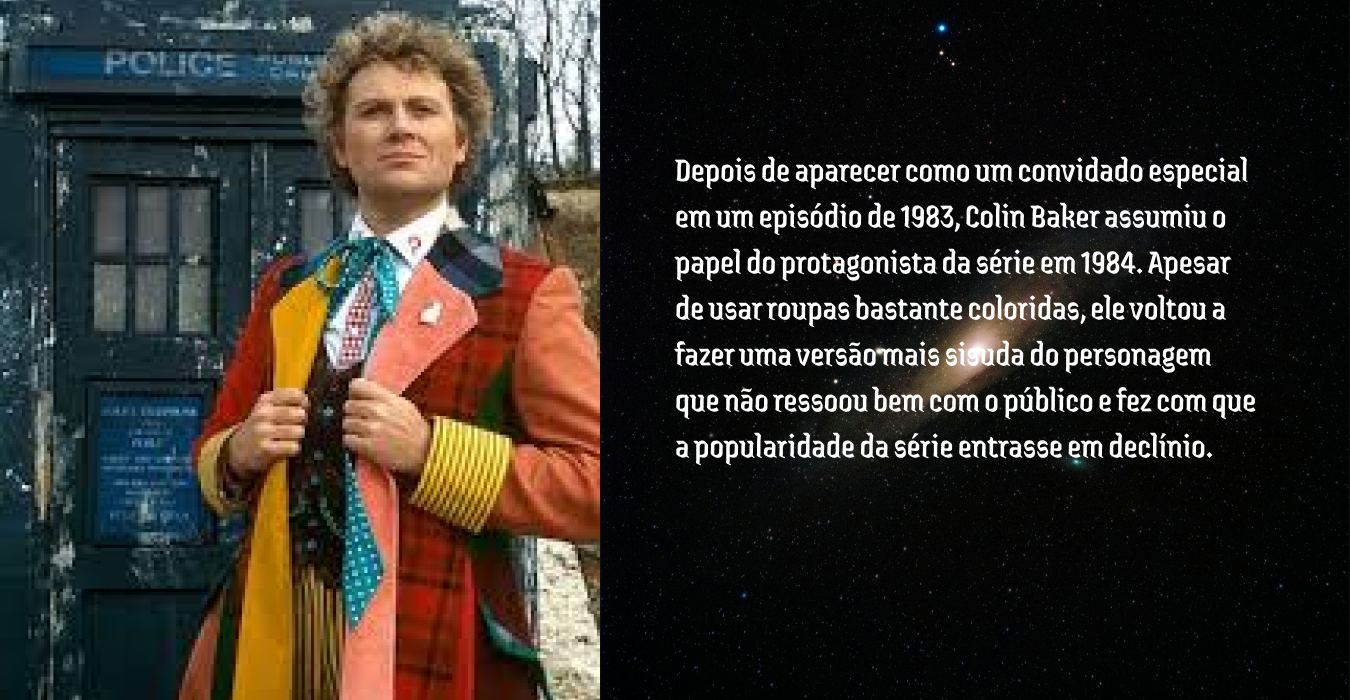 POLICE
Depois de aparecer como um convidado especial
em um episódio de 1983, Colin Baker assumiu o
papel do protagonista da série em 1984. Apesar
de usar roupas bastante coloridas, ele voltou a
fazer uma versão mais sisuda do personagem
que não ressoou bem com o público e fez com que
a popularidade da série entrasse em declínio.